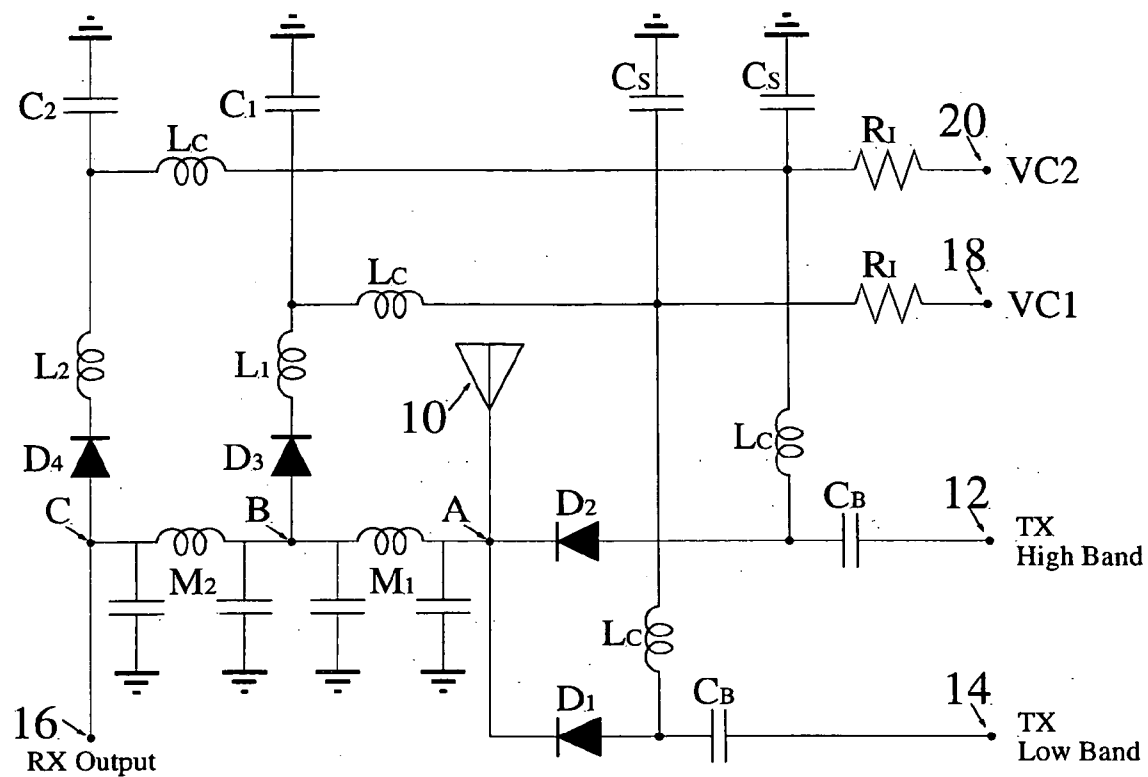 C2
C1
CS
CS
LC
RI
20
VC2
LC
RI
18
VC1
L2
L1
10
LC
D4
D3
C
B
A
D2
CB
12
TX
High Band
M2
M1
LC
D1
CB
14
TX
Low Band
16
RX Output